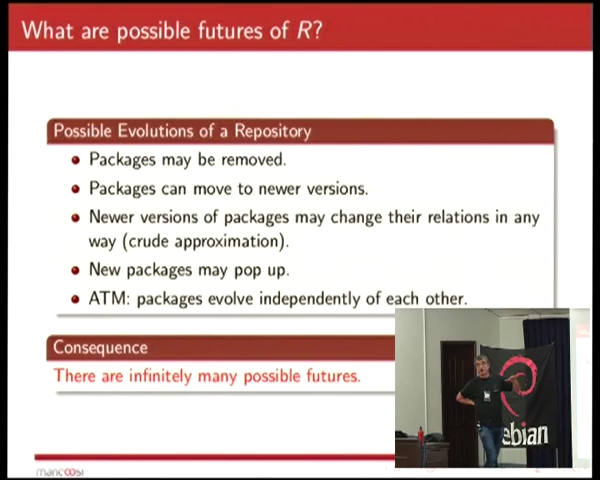 What are possible futures of R?
Possible Evolutions of a Repository
Packages may be removed.
Packages can move to newer versions.
Newer versions of packages may change their relations in any
way (crude approximation).
New packages may pop up.
ATM: packages evolve independently of each other.
Consequence
There are infinitely many possible futures.
ebian
mancoosi